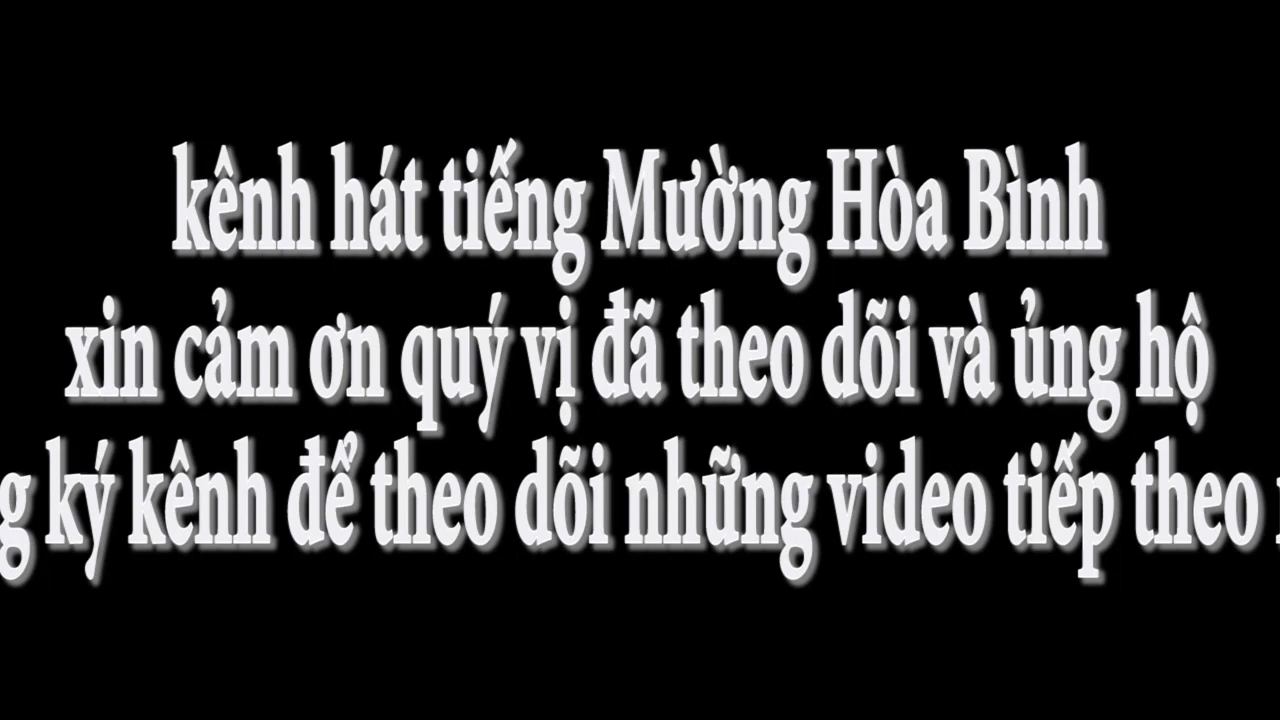 kênh hát tiếng Mường Hòa Bình
xin cảm ơn quý vị đã theo dõi và ủng hộ
g ký kênh để theo dõi những video tiếp theo